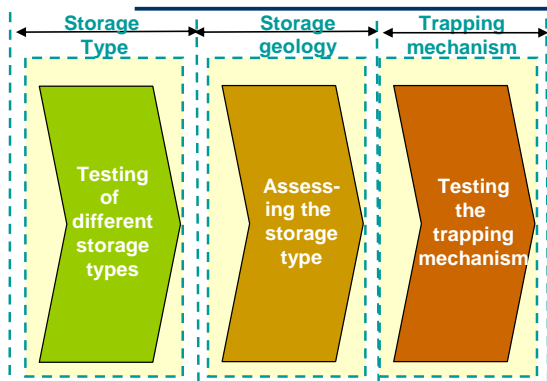 Storage
Type
Storage
geology
Trapping
mechanism
Testing
of
different
storage
types
Assess-
ing the
storage
type
Testing
the
trapping
mechanism